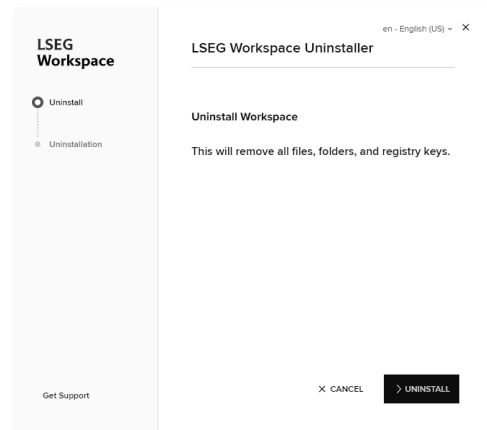 en - English (US)
LSEG
Workspace
LSEG Workspace Uninstaller
Uninstall
Uninstallation
Uninstall Workspace
This will remove all files, folders, and registry keys.
Get Support
CANCEL
UNINSTALL